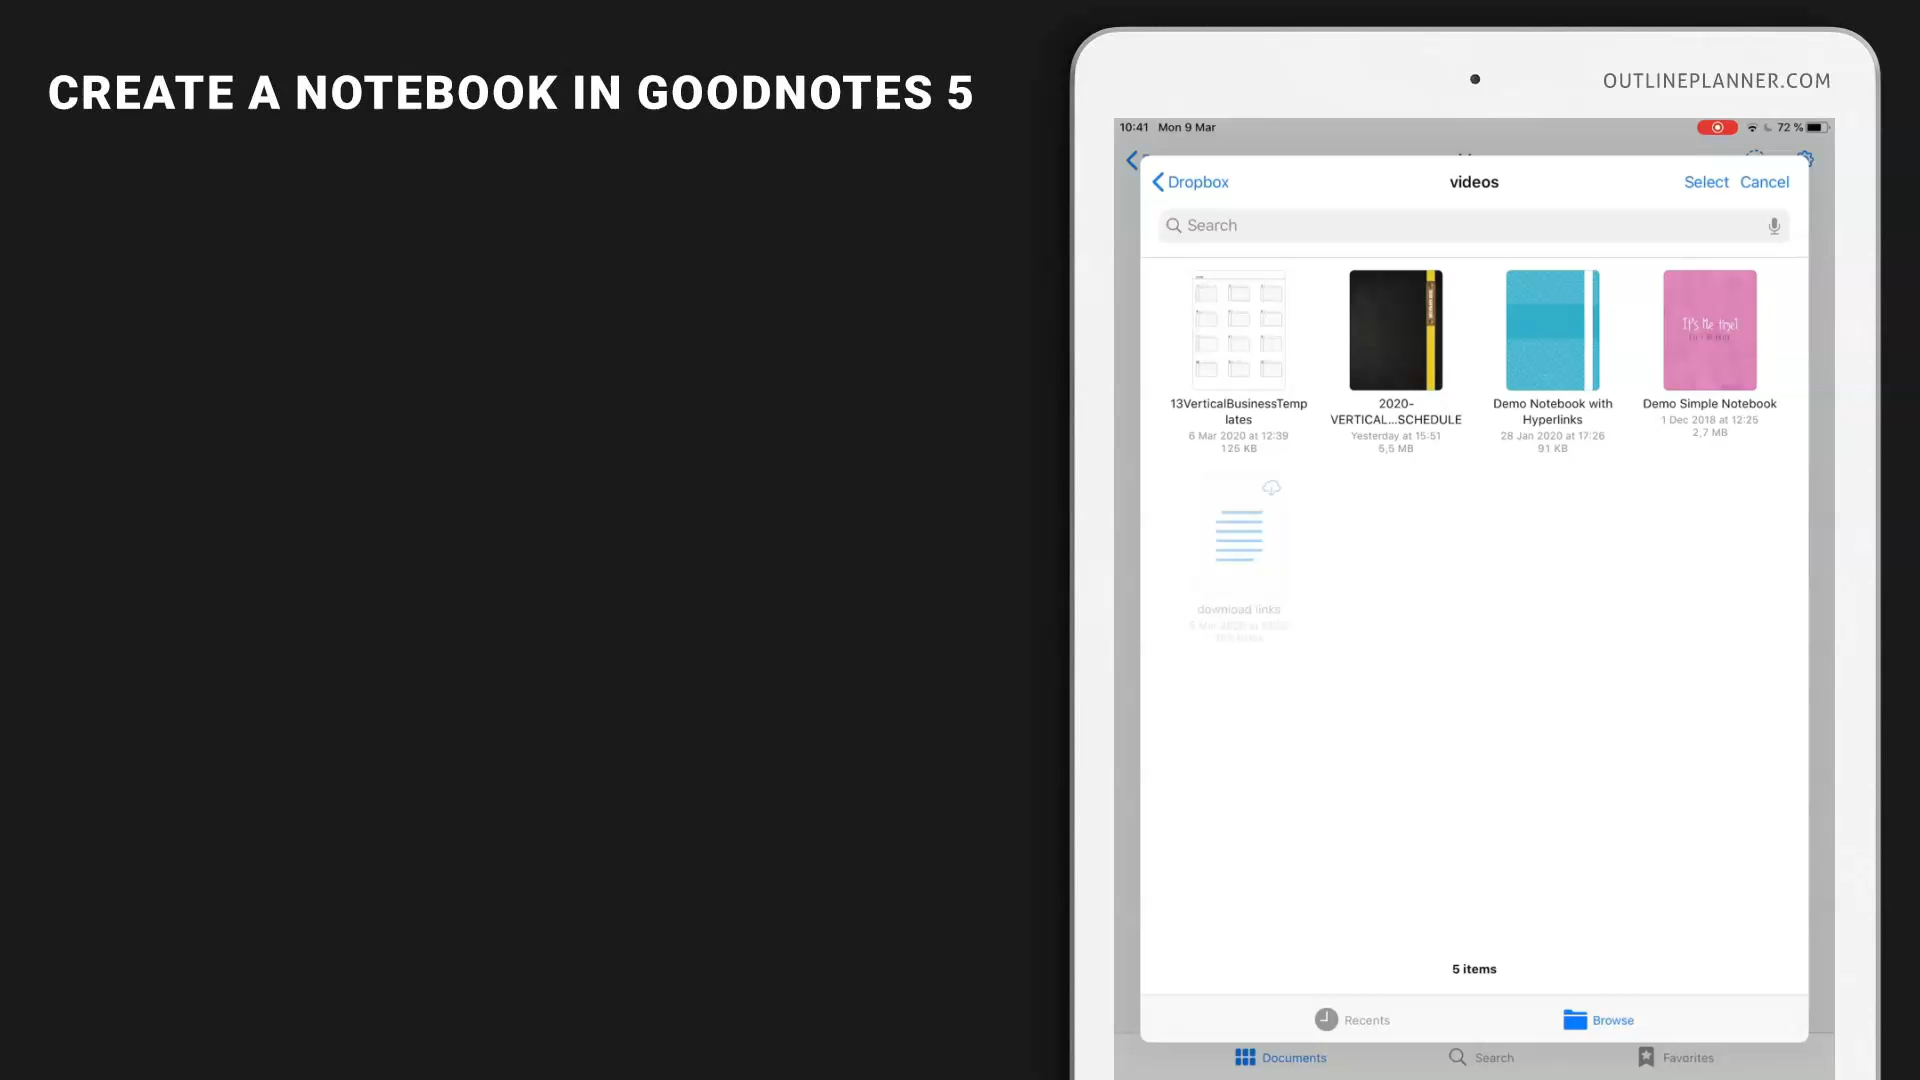 CREATE A NOTEBOOK IN GOODNOTES 5
OUTLINEPLANNER.COM
10:41 Mon 9 Mar
72 %
Dropbox
videos
Select Cancel
Search
13VerticalBusinessTemp
lates
6 Mar 2020 at 12:39
125 KB
2020-
VERTICAL...SCHEDULE
Yesterday at 15:51
5,5 MB
Demo Notebook with
Hyperlinks
28 Jan 2020 at 17:26
91 KB
It's Me time!
Demo Simple Notebook
1 Dec 2018 at 12:25
2,7 MB
download links
5 items
Recents
Browse
Documents
Search
Favorites